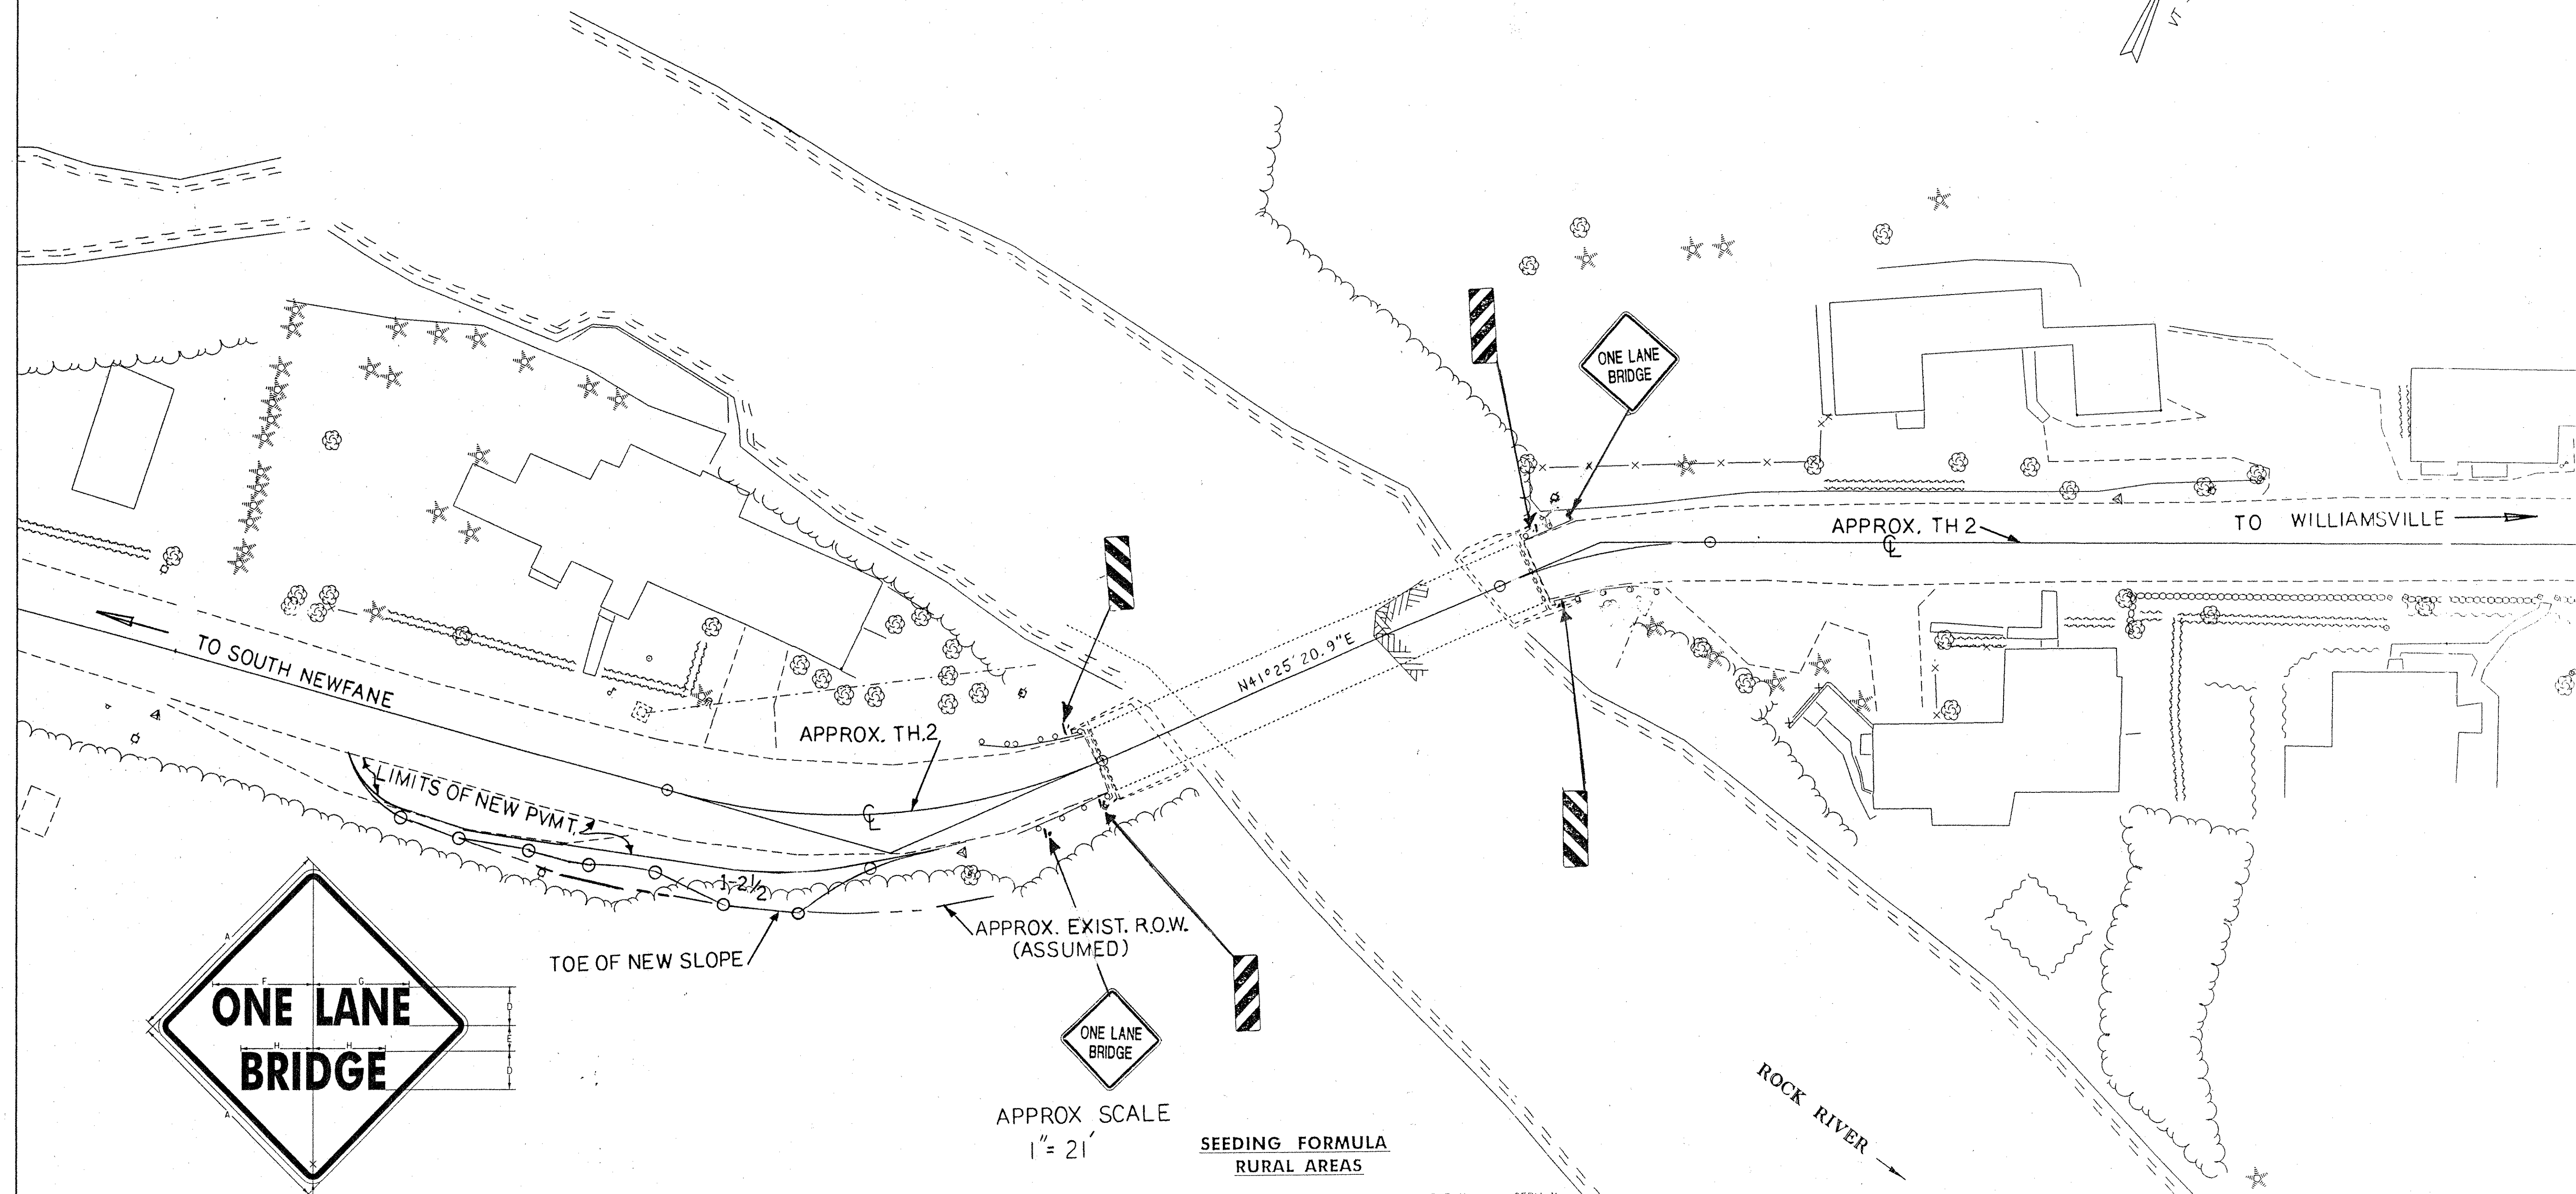 VT
ONE LANE
BRIDGE
APPROX. TH 2
TO WILLIAMSVILLE
℄
N41°25'20.9"E
TO SOUTH NEWFANE
APPROX. TH.2
LIMITS OF NEW PVMT.
℄
1-2½
APPROX. EXIST. R.O.W.
(ASSUMED)
TOE OF NEW SLOPE
A
F G
ONE LANE
D
E
H H
BRIDGE
D
A
ONE LANE
BRIDGE
APPROX SCALE
1"= 21'
SEEDING FORMULA
RURAL AREAS
ROCK RIVER